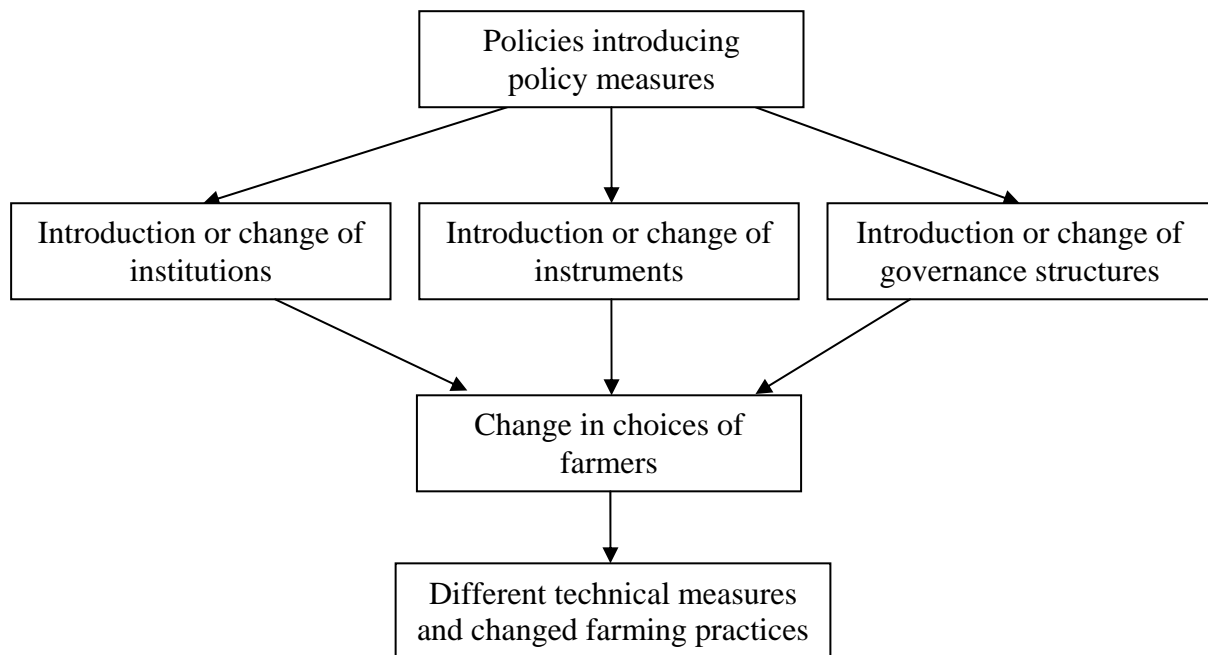 Policies introducing
policy measures
Introduction or change of
institutions
Introduction or change of
instruments
Introduction or change of
governance structures
Change in choices of
farmers
Different technical measures
and changed farming practices